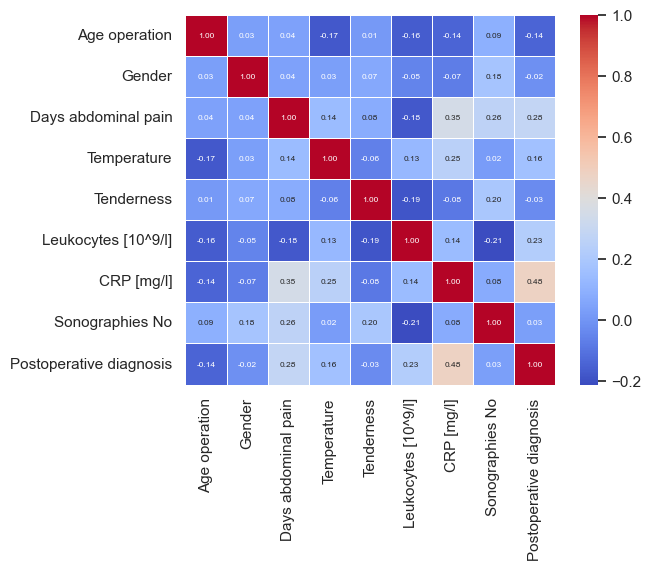 Age operation 1.00 0.03 0.04 -0.17 0.01 -0.16 -0.14 0.09 -0.14
Gender 0.03 1.00 0.04 0.03 0.07 -0.05 -0.07 0.18 -0.02
Days abdominal pain 0.04 0.04 1.00 0.14 0.08 -0.18 0.35 0.26 0.28
Temperature -0.17 0.03 0.14 1.00 -0.06 0.13 0.25 0.02 0.16
Tenderness 0.01 0.07 0.08 -0.06 1.00 -0.19 -0.08 0.20 -0.03
Leukocytes [10^9/l] -0.16 -0.05 -0.18 0.13 -0.19 1.00 0.14 -0.21 0.23
CRP [mg/l] -0.14 -0.07 0.35 0.25 -0.08 0.14 1.00 0.08 0.48
Sonographies No 0.09 0.18 0.26 0.02 0.20 -0.21 0.08 1.00 0.03
Postoperative diagnosis -0.14 -0.02 0.28 0.16 -0.03 0.23 0.48 0.03 1.00
Age operation
Gender
Days abdominal pain
Temperature
Tenderness
Leukocytes [10^9/l]
CRP [mg/l]
Sonographies No
Postoperative diagnosis
1.0
0.8
0.6
0.4
0.2
0.0
−0.2